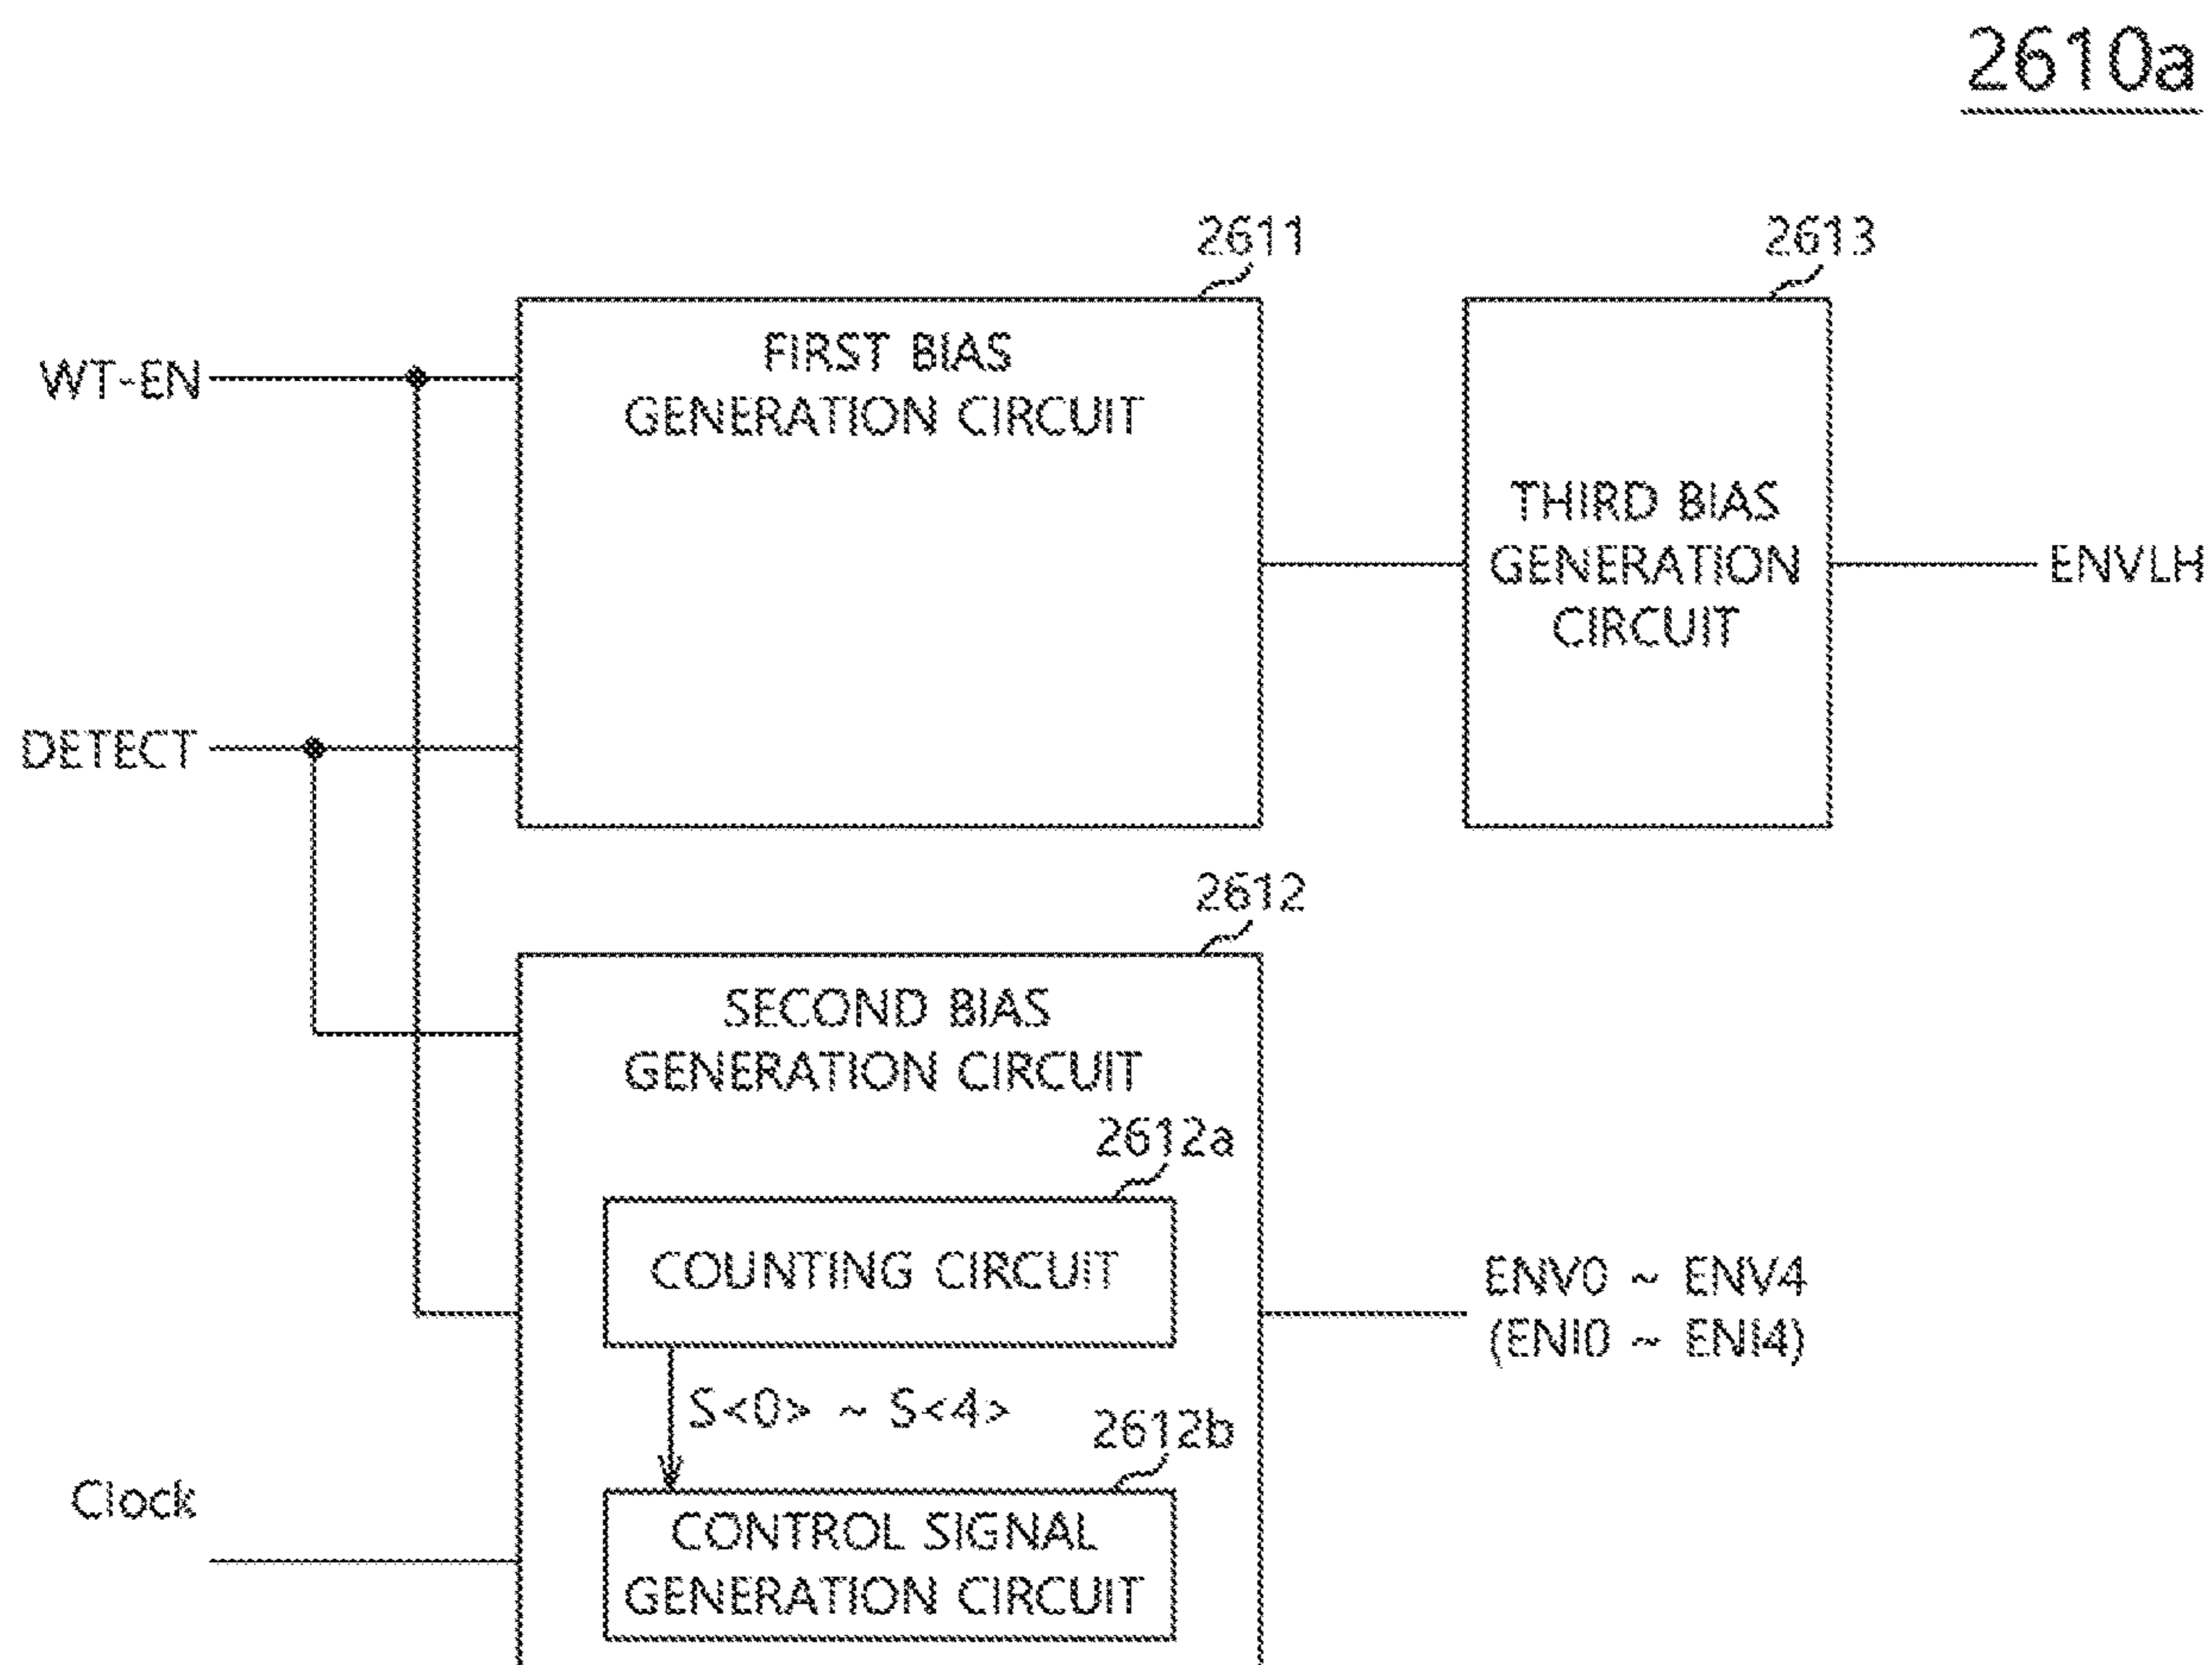 2610a
2611
2613
WT-EN
FIRST BIAS
GENERATION CIRCUIT
THIRD BIAS
GENERATION
CIRCUIT
ENVLH
DETECT
2612
SECOND BIAS
GENERATION CIRCUIT
2612a
COUNTING CIRCUIT
ENV0 ~ ENV4
(ENI0 ~ ENI4)
S<0> ~ S<4>
2612b
Clock
CONTROL SIGNAL
GENERATION CIRCUIT